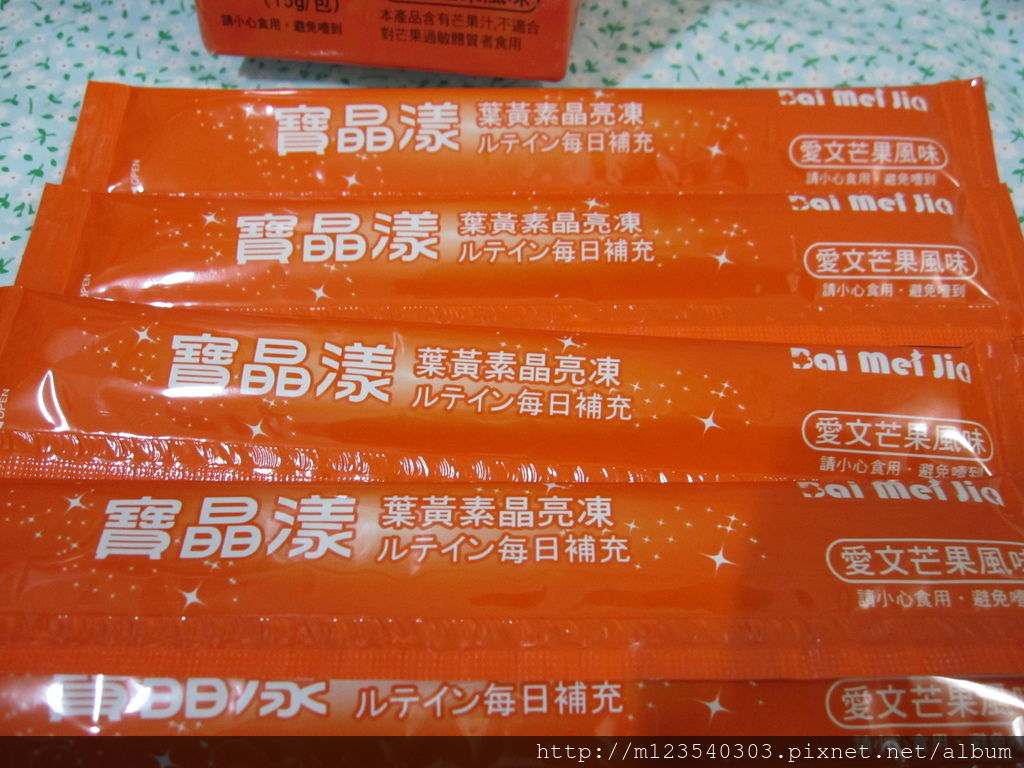 (15g/包)
請小心食用，避免噎到
本產品含有芒果汁,不適合
對芒果過敏體質者食用
寶晶漾 葉黃素晶亮凍
ルテイン每日補充
Bai Mei Jia
愛文芒果風味
請小心食用・避免噎到
OPEN
寶晶漾 葉黃素晶亮凍
ルテイン每日補充
Bai Mei Jia
愛文芒果風味
請小心食用・避免噎到
OPEN
寶晶漾 葉黃素晶亮凍
ルテイン每日補充
Bai Mei Jia
愛文芒果風味
請小心食用・避免噎到
OPEN
寶晶漾 葉黃素晶亮凍
ルテイン每日補充
Bai Mei Jia
愛文芒果風味
請小心食用・避免噎
ルテイン每日補充
愛文芒果風
http://m123540303.pixnet.net/album